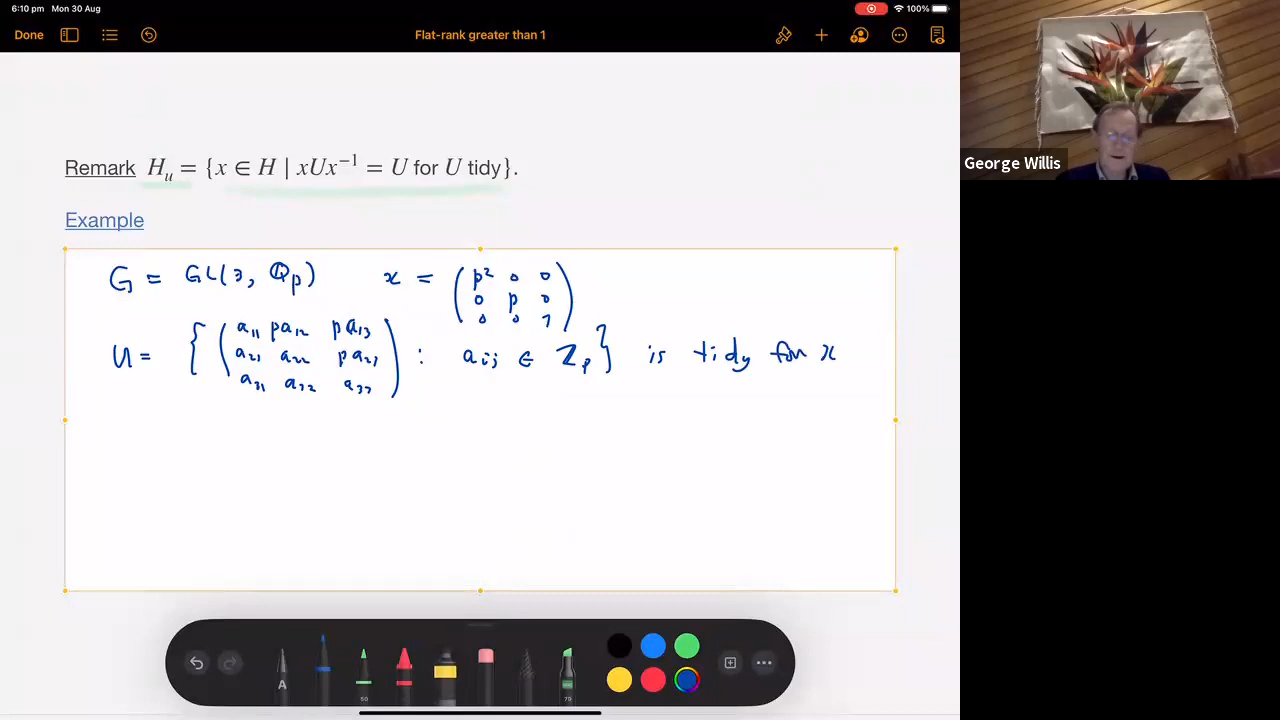 6:10 pm Mon 30 Aug
100%
Done
Flat-rank greater than 1
George Willis
Remark H_u = {x ∈ H | xUx⁻¹ = U for U tidy}.
Example
G = GL(3, ℚ_p) x = (p² 0 0
0 p 0
0 0 1)
U = { (a₁₁ pa₁₂ pa₁₃
a₂₁ a₂₂ pa₂₃
a₃₁ a₃₂ a₃₃) : a_ij ∈ ℤ_p } is tidy for x
A